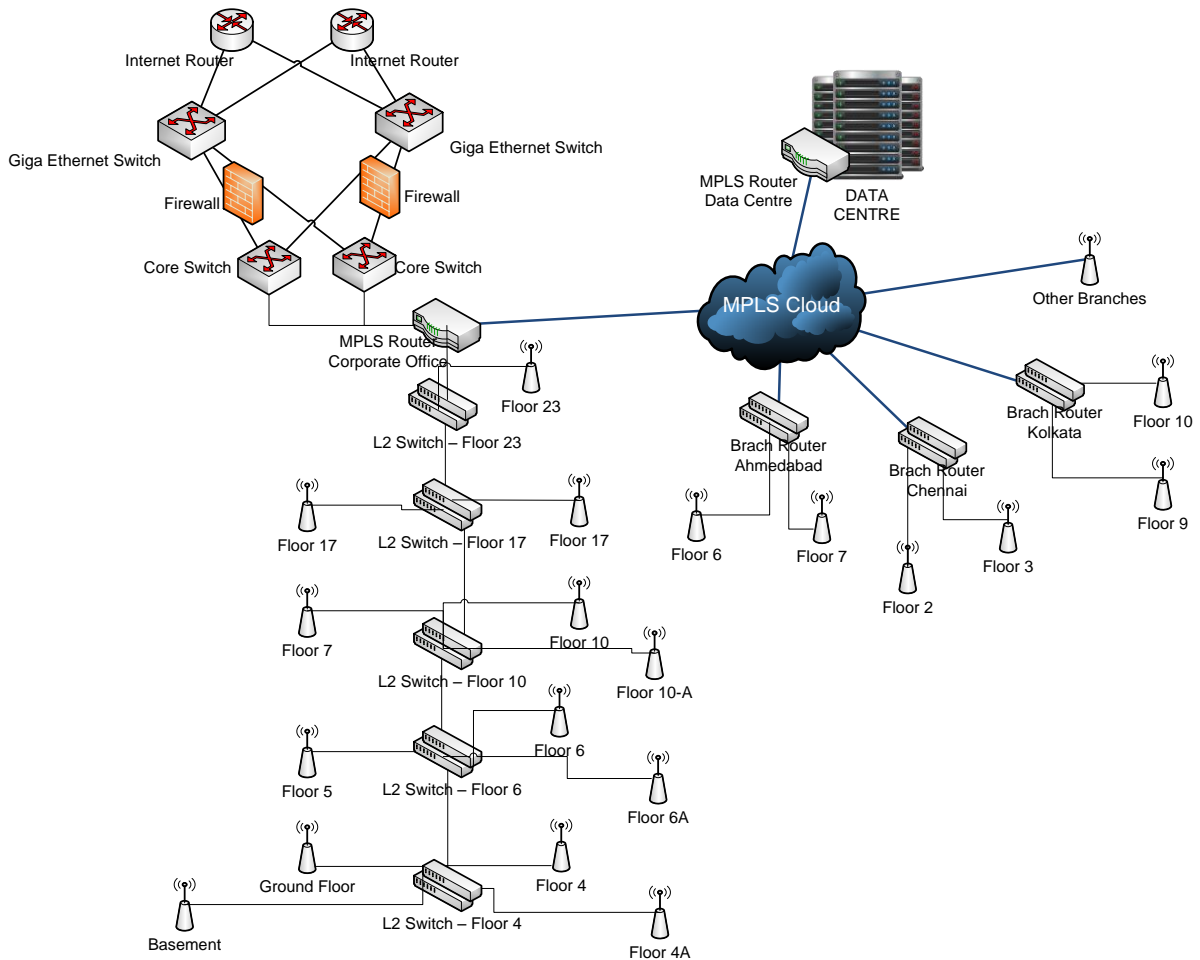 Internet Router
Internet Router
Giga Ethernet Switch
Giga Ethernet Switch
Firewall
Firewall
Core Switch
Core Switch
MPLS Router
Data Centre
DATA
CENTRE
MPLS Cloud
Other Branches
MPLS Router
Corporate Office
Floor 23
L2 Switch – Floor 23
Brach Router
Ahmedabad
Brach Router
Chennai
Brach Router
Kolkata
Floor 10
Floor 9
Floor 6
Floor 7
Floor 2
Floor 3
Floor 17
L2 Switch – Floor 17
Floor 17
Floor 7
Floor 10
L2 Switch – Floor 10
Floor 10-A
Floor 6
Floor 5
L2 Switch – Floor 6
Floor 6A
Ground Floor
Floor 4
L2 Switch – Floor 4
Basement
Floor 4A